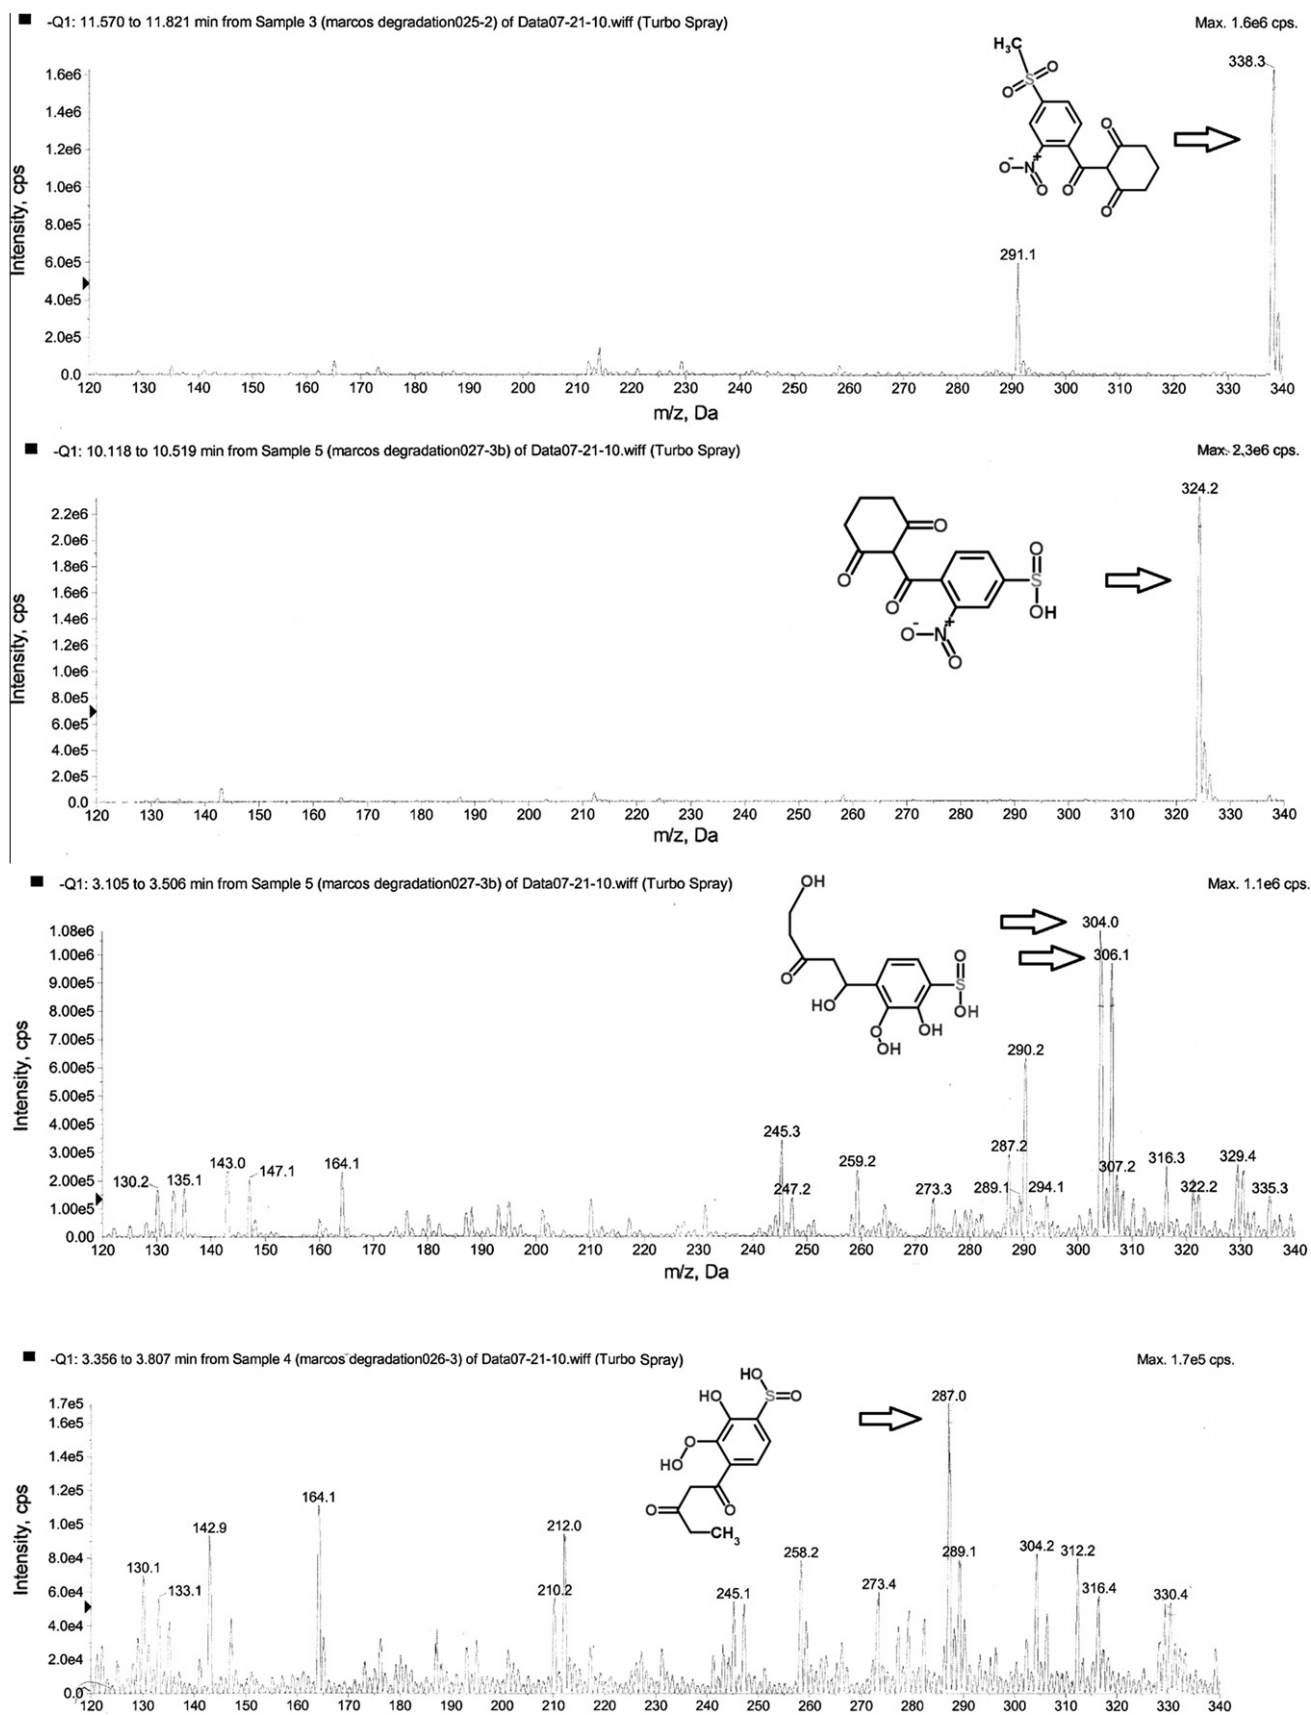 -Q1: 11.570 to 11.821 min from Sample 3 (marcos degradation025-2) of Data07-21-10.wiff (Turbo Spray) Max. 1.6e6 cps.
H₃C
O
S
O
O
O⁻ N⁺
O
O
O
338.3
1.6e6
1.4e6
1.2e6
1.0e6
8.0e5
6.0e5
4.0e5
2.0e5
0.0
Intensity, cps
291.1
120 130 140 150 160 170 180 190 200 210 220 230 240 250 260 270 280 290 300 310 320 330 340
m/z, Da
-Q1: 10.118 to 10.519 min from Sample 5 (marcos degradation027-3b) of Data07-21-10.wiff (Turbo Spray) Max. 2.3e6 cps.
324.2
O
O
O
S
OH
O
O⁻ N⁺
O
2.2e6
2.0e6
1.8e6
1.6e6
1.4e6
1.2e6
1.0e6
8.0e5
6.0e5
4.0e5
2.0e5
0.0
Intensity, cps
120 130 140 150 160 170 180 190 200 210 220 230 240 250 260 270 280 290 300 310 320 330 340
m/z, Da
-Q1: 3.105 to 3.506 min from Sample 5 (marcos degradation027-3b) of Data07-21-10.wiff (Turbo Spray) Max. 1.1e6 cps.
OH
O
HO
O
S
OH
O OH
OH
304.0
306.1
1.08e6
1.00e6
9.00e5
8.00e5
7.00e5
6.00e5
5.00e5
4.00e5
3.00e5
2.00e5
1.00e5
0.00
Intensity, cps
130.2 135.1 143.0 147.1 164.1 245.3 247.2 259.2 273.3 287.2 289.1 290.2 294.1 307.2 316.3 322.2 329.4 335.3
120 130 140 150 160 170 180 190 200 210 220 230 240 250 260 270 280 290 300 310 320 330 340
m/z, Da
-Q1: 3.356 to 3.807 min from Sample 4 (marcos degradation026-3) of Data07-21-10.wiff (Turbo Spray) Max. 1.7e5 cps.
HO
HO S O
O
HO
O O
CH₃
287.0
1.7e5
1.6e5
1.4e5
1.2e5
1.0e5
8.0e4
6.0e4
4.0e4
2.0e4
0.0
Intensity, cps
130.1 133.1 142.9 164.1 210.2 212.0 245.1 258.2 273.4 289.1 304.2 312.2 316.4 330.4
120 130 140 150 160 170 180 190 200 210 220 230 240 250 260 270 280 290 300 310 320 330 340
m/z, Da